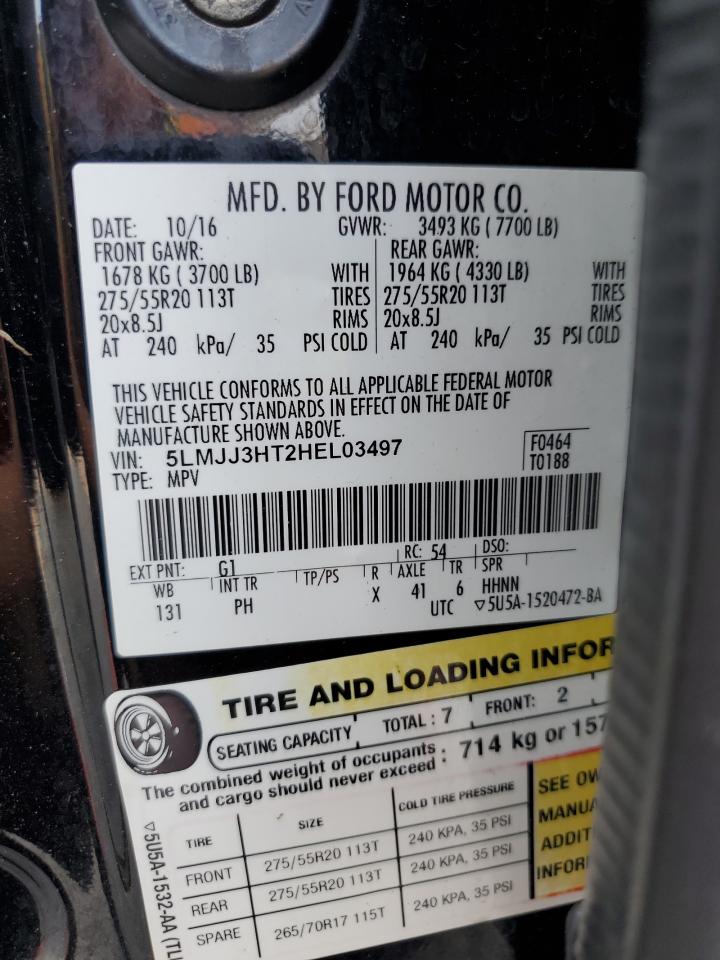 MFD. BY FORD MOTOR CO.
DATE: 10/16 GVWR: 3493 KG ( 7700 LB)
FRONT GAWR: REAR GAWR:
1678 KG ( 3700 LB) WITH 1964 KG ( 4330 LB) WITH
275/55R20 113T TIRES 275/55R20 113T TIRES
20x8.5J RIMS 20x8.5J RIMS
AT 240 kPa/ 35 PSI COLD AT 240 kPa/ 35 PSI COLD
THIS VEHICLE CONFORMS TO ALL APPLICABLE FEDERAL MOTOR
VEHICLE SAFETY STANDARDS IN EFFECT ON THE DATE OF
MANUFACTURE SHOWN ABOVE.
VIN: 5LMJJ3HT2HEL03497 F0464
TYPE: MPV T0188
EXT PNT: G1 RC: 54 DSO:
WB INT TR TP/PS R AXLE TR SPR
131 PH X 41 6 HHNN
UTC ▽5U5A-1520472-BA
TIRE AND LOADING INFOR
SEATING CAPACITY TOTAL : 7 FRONT: 2
The combined weight of occupants
and cargo should never exceed : 714 kg or 157
TIRE SIZE COLD TIRE PRESSURE
FRONT 275/55R20 113T 240 KPA, 35 PSI
REAR 275/55R20 113T 240 KPA, 35 PSI
SPARE 265/70R17 115T 240 KPA, 35 PSI
SEE OW
MANUA
ADDIT
INFOR
▽5U5A-1532-AA (TLI